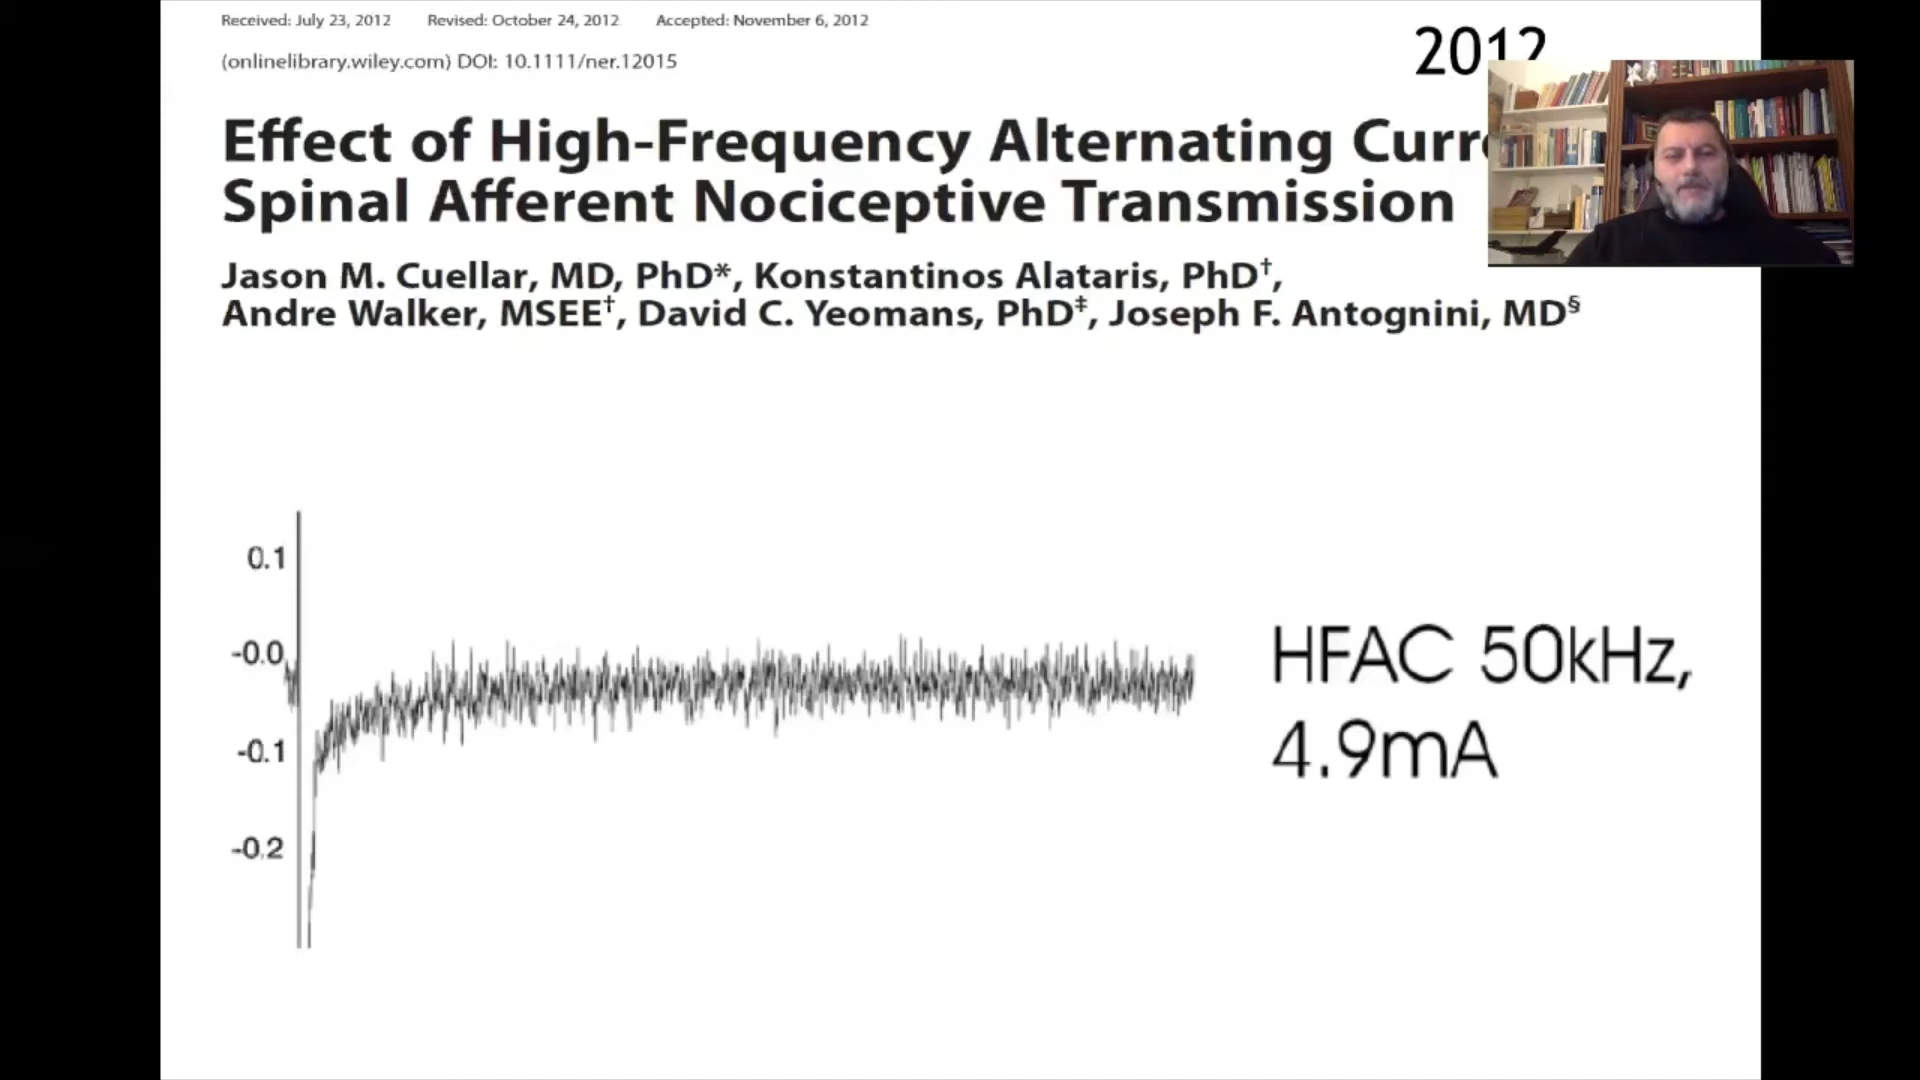 Received: July 23, 2012 Revised: October 24, 2012 Accepted: November 6, 2012
2012
(onlinelibrary.wiley.com) DOI: 10.1111/ner.12015
Effect of High-Frequency Alternating Curr
Spinal Afferent Nociceptive Transmission
Jason M. Cuellar, MD, PhD*, Konstantinos Alataris, PhD†,
Andre Walker, MSEE†, David C. Yeomans, PhD‡, Joseph F. Antognini, MD§
0.1
-0.0
-0.1
-0.2
HFAC 50kHz,
4.9mA